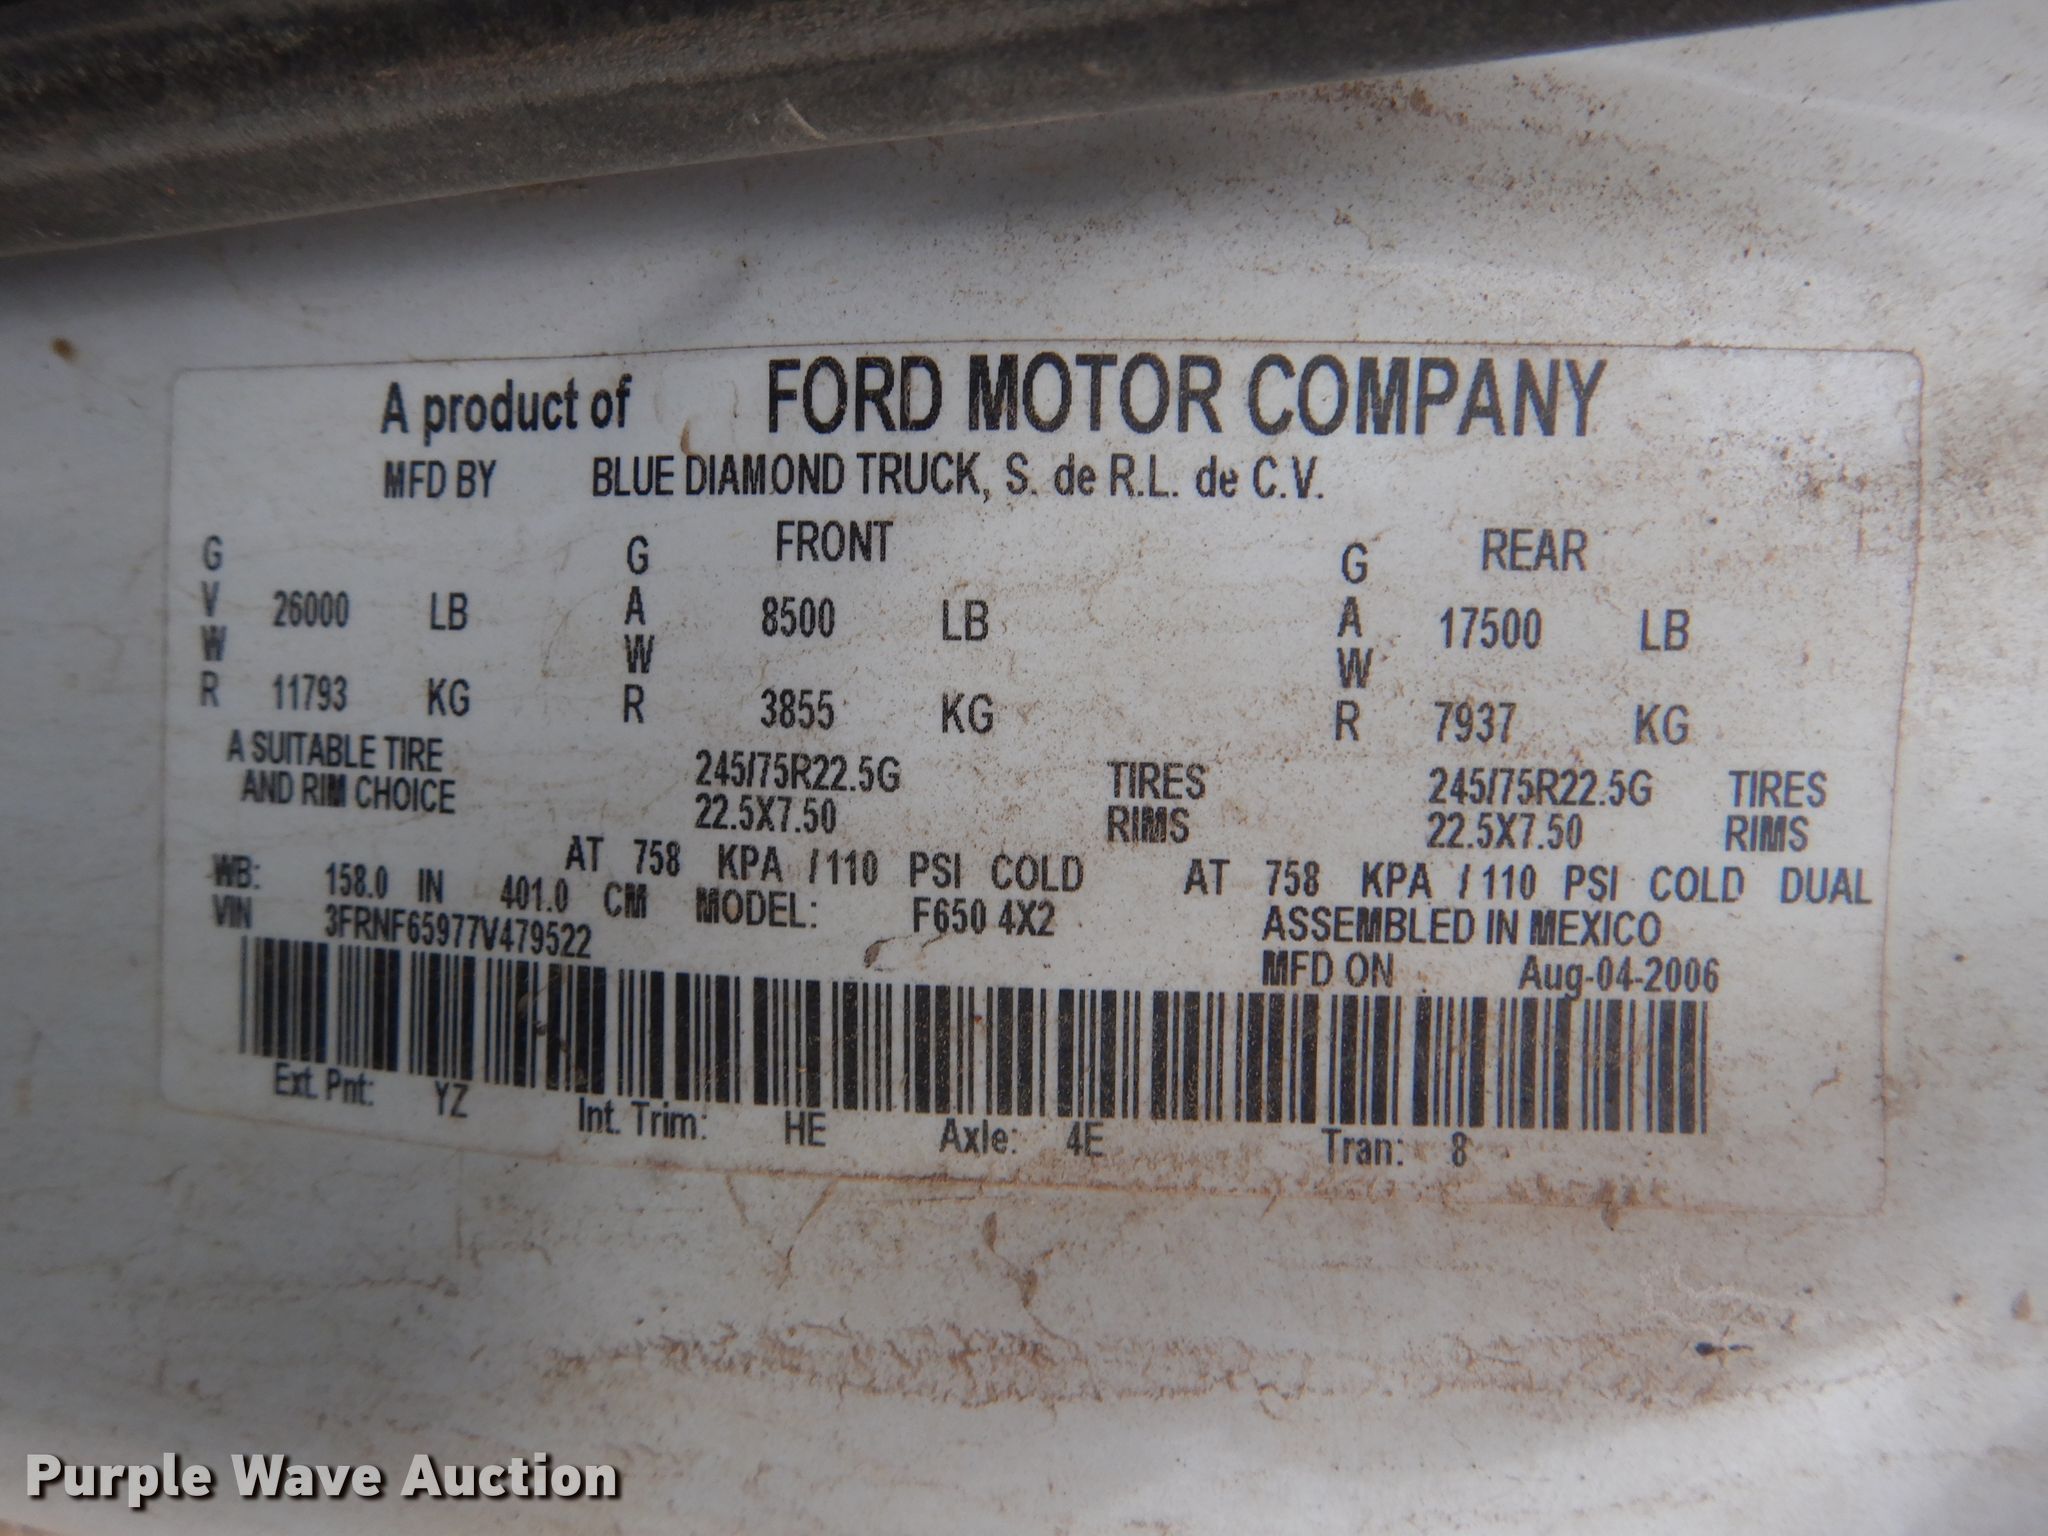 A product of FORD MOTOR COMPANY
MFD BY BLUE DIAMOND TRUCK, S. de R.L. de C.V.
GVWR 26000 LB 11793 KG
GAWR FRONT 8500 LB 3855 KG
GAWR REAR 17500 LB 7937 KG
A SUITABLE TIRE AND RIM CHOICE
245/75R22.5G TIRES 245/75R22.5G TIRES
22.5X7.50 RIMS 22.5X7.50 RIMS
AT 758 KPA / 110 PSI COLD AT 758 KPA / 110 PSI COLD DUAL
WB: 158.0 IN 401.0 CM MODEL: F650 4X2 ASSEMBLED IN MEXICO
VIN 3FRNF65977V479522 MFD ON Aug-04-2006
Ext. Pnt: YZ Int. Trim: HE Axle: 4E Tran: 8
Purple Wave Auction